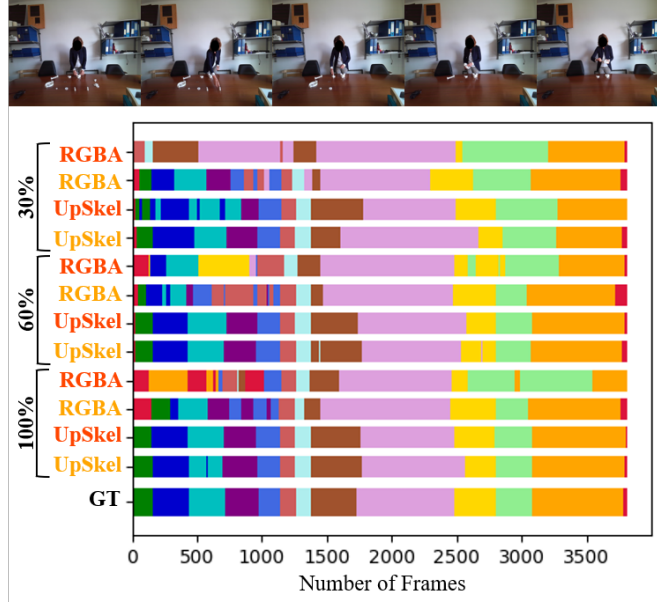 RGBA
RGBA
UpSkel
UpSkel
30%
RGBA
RGBA
UpSkel
UpSkel
60%
RGBA
RGBA
UpSkel
UpSkel
100%
GT
0 500 1000 1500 2000 2500 3000 3500
Number of Frames